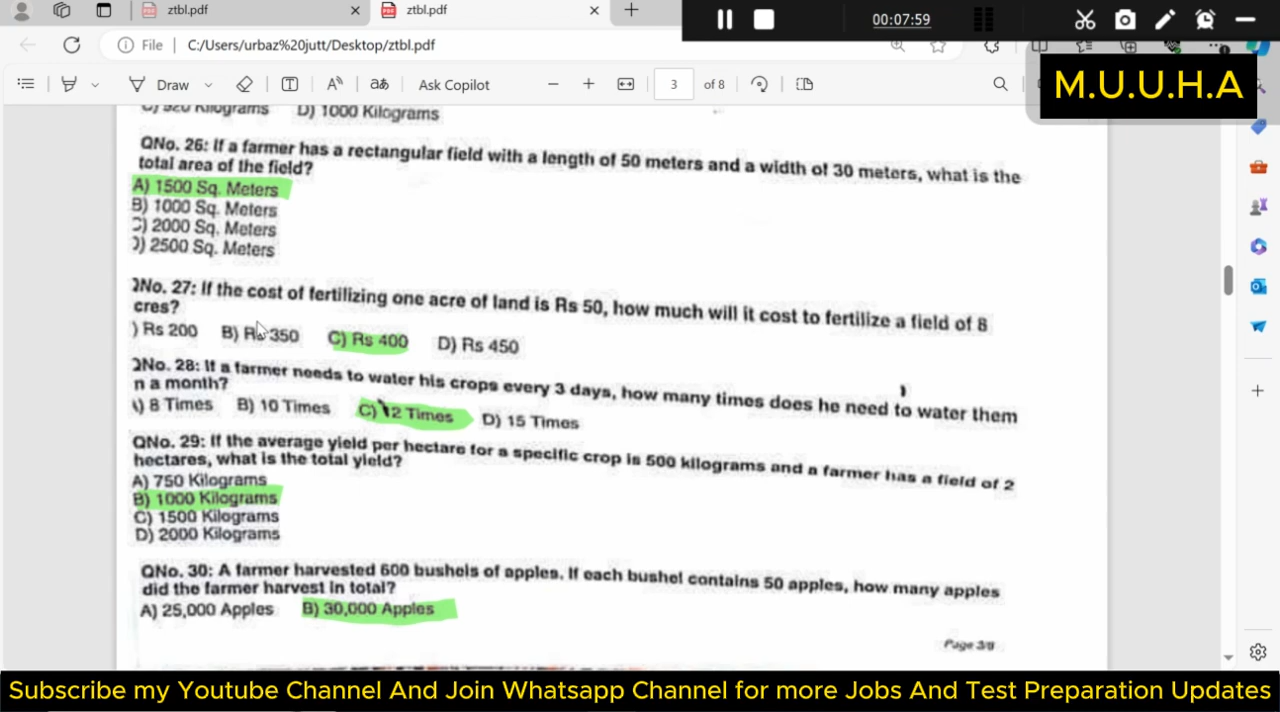 ztbl.pdf
ztbl.pdf
00:07:59
File C:/Users/urbaz%20jutt/Desktop/ztbl.pdf
Draw
Ask Copilot
3 of 8
M.U.U.H.A
C) 520 Kilograms D) 1000 Kilograms
QNo. 26: If a farmer has a rectangular field with a length of 50 meters and a width of 30 meters, what is the
total area of the field?
A) 1500 Sq. Meters
B) 1000 Sq. Meters
C) 2000 Sq. Meters
D) 2500 Sq. Meters
QNo. 27: If the cost of fertilizing one acre of land is Rs 50, how much will it cost to fertilize a field of 8
cres?
) Rs 200 B) Rs 350 C) Rs 400 D) Rs 450
QNo. 28: If a farmer needs to water his crops every 3 days, how many times does he need to water them
n a month?
A) 8 Times B) 10 Times C) 12 Times D) 15 Times
QNo. 29: If the average yield per hectare for a specific crop is 500 kilograms and a farmer has a field of 2
hectares, what is the total yield?
A) 750 Kilograms
B) 1000 Kilograms
C) 1500 Kilograms
D) 2000 Kilograms
QNo. 30: A farmer harvested 600 bushels of apples. If each bushel contains 50 apples, how many apples
did the farmer harvest in total?
A) 25,000 Apples B) 30,000 Apples
Page 3/8
Subscribe my Youtube Channel And Join Whatsapp Channel for more Jobs And Test Preparation Updates